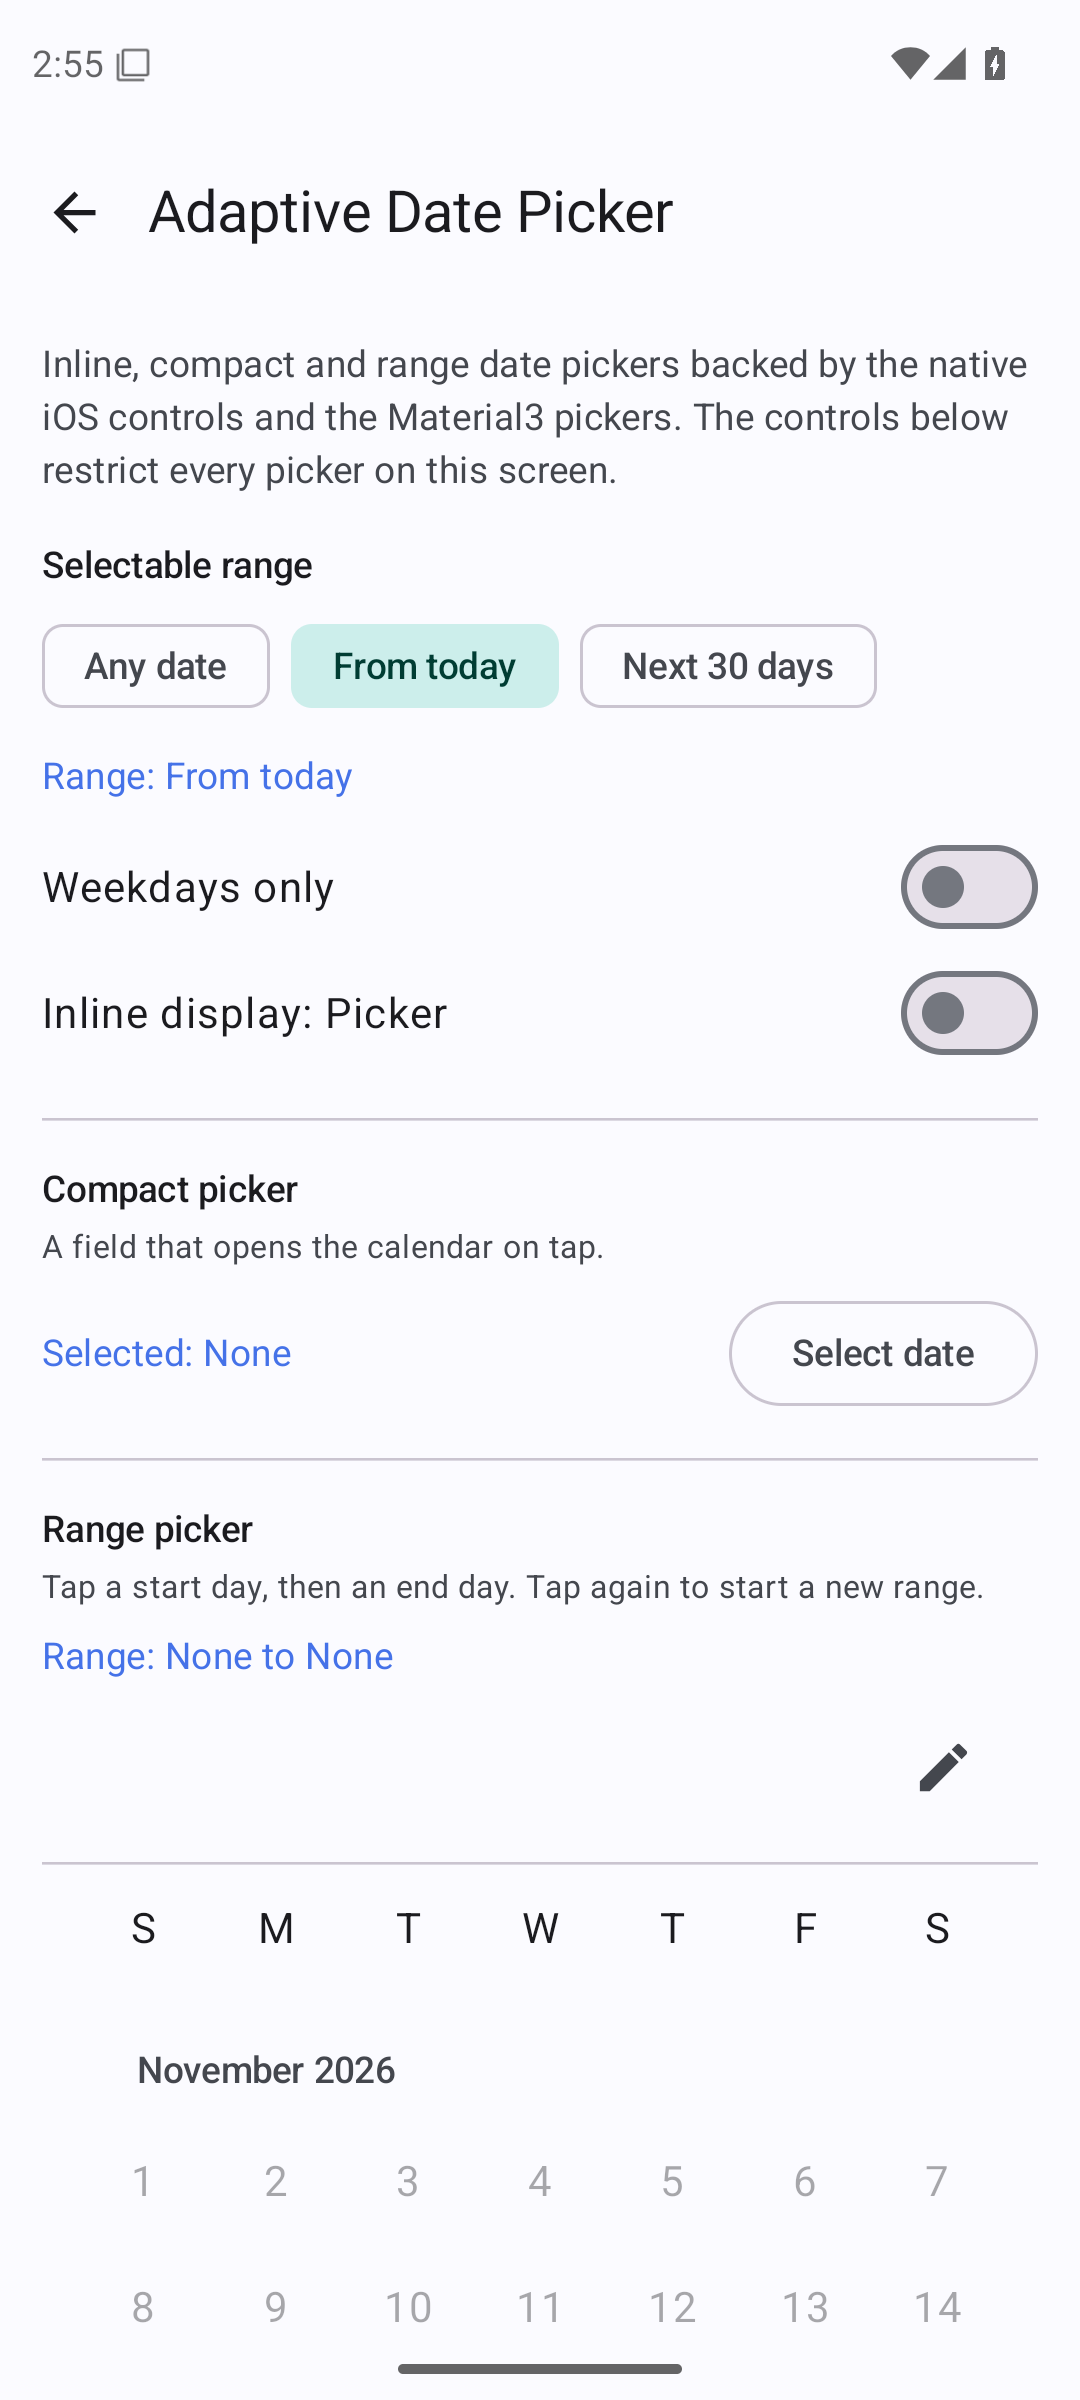 2:55
Adaptive Date Picker
Inline, compact and range date pickers backed by the native
iOS controls and the Material3 pickers. The controls below
restrict every picker on this screen.
Selectable range
Any date From today Next 30 days
Range: From today
Weekdays only
Inline display: Picker
Compact picker
A field that opens the calendar on tap.
Selected: None Select date
Range picker
Tap a start day, then an end day. Tap again to start a new range.
Range: None to None
S M T W T F S
November 2026
1 2 3 4 5 6 7
8 9 10 11 12 13 14